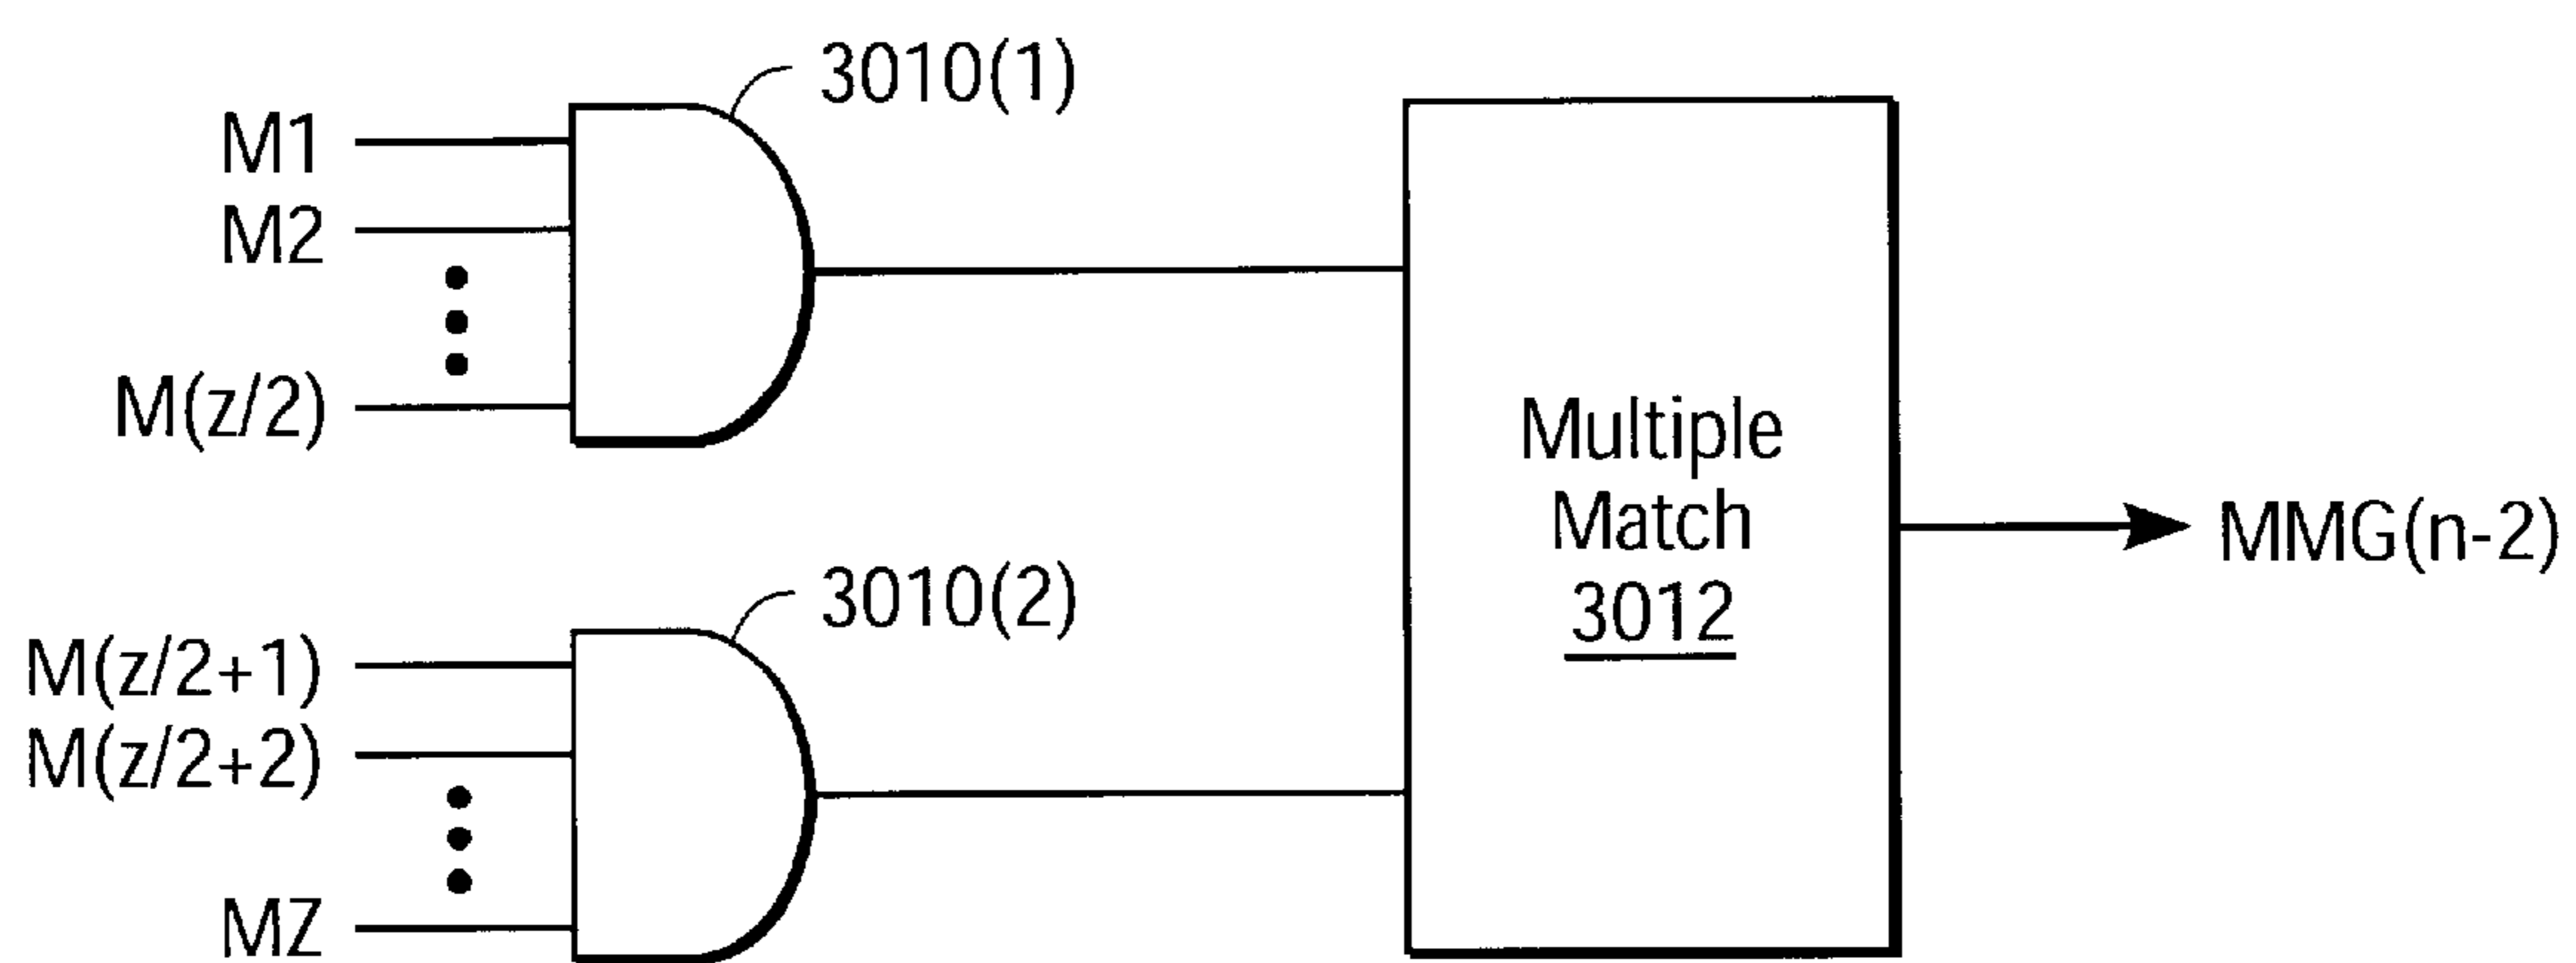 3010(1)
M1
M2
M(z/2)
Multiple
Match
3012
MMG(n-2)
3010(2)
M(z/2+1)
M(z/2+2)
MZ